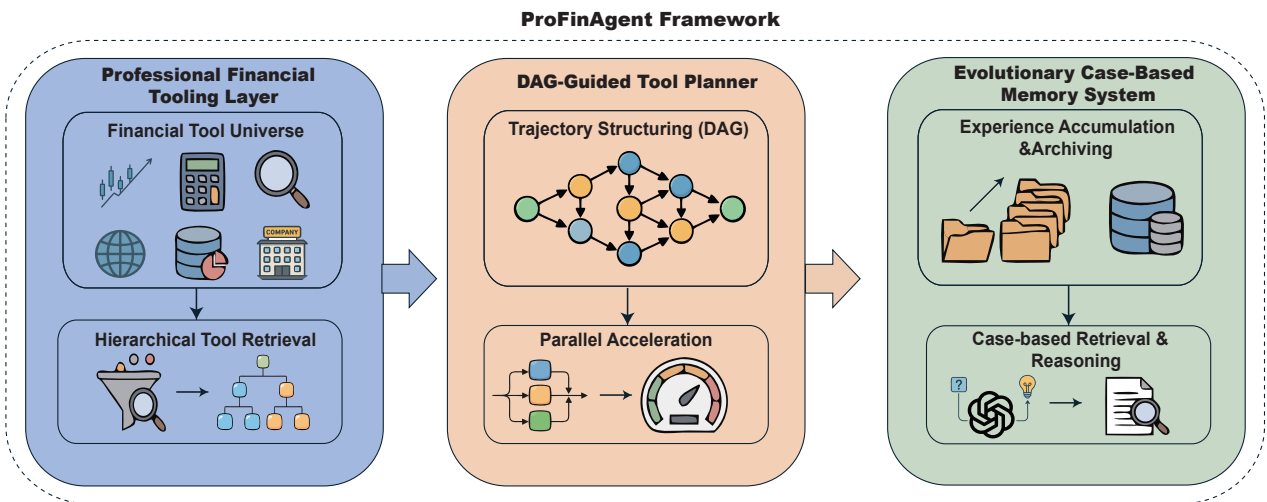 ProFinAgent Framework
Professional Financial
Tooling Layer
Financial Tool Universe
COMPANY
Hierarchical Tool Retrieval
DAG-Guided Tool Planner
Trajectory Structuring (DAG)
Parallel Acceleration
Evolutionary Case-Based
Memory System
Experience Accumulation
&Archiving
Case-based Retrieval &
Reasoning
?